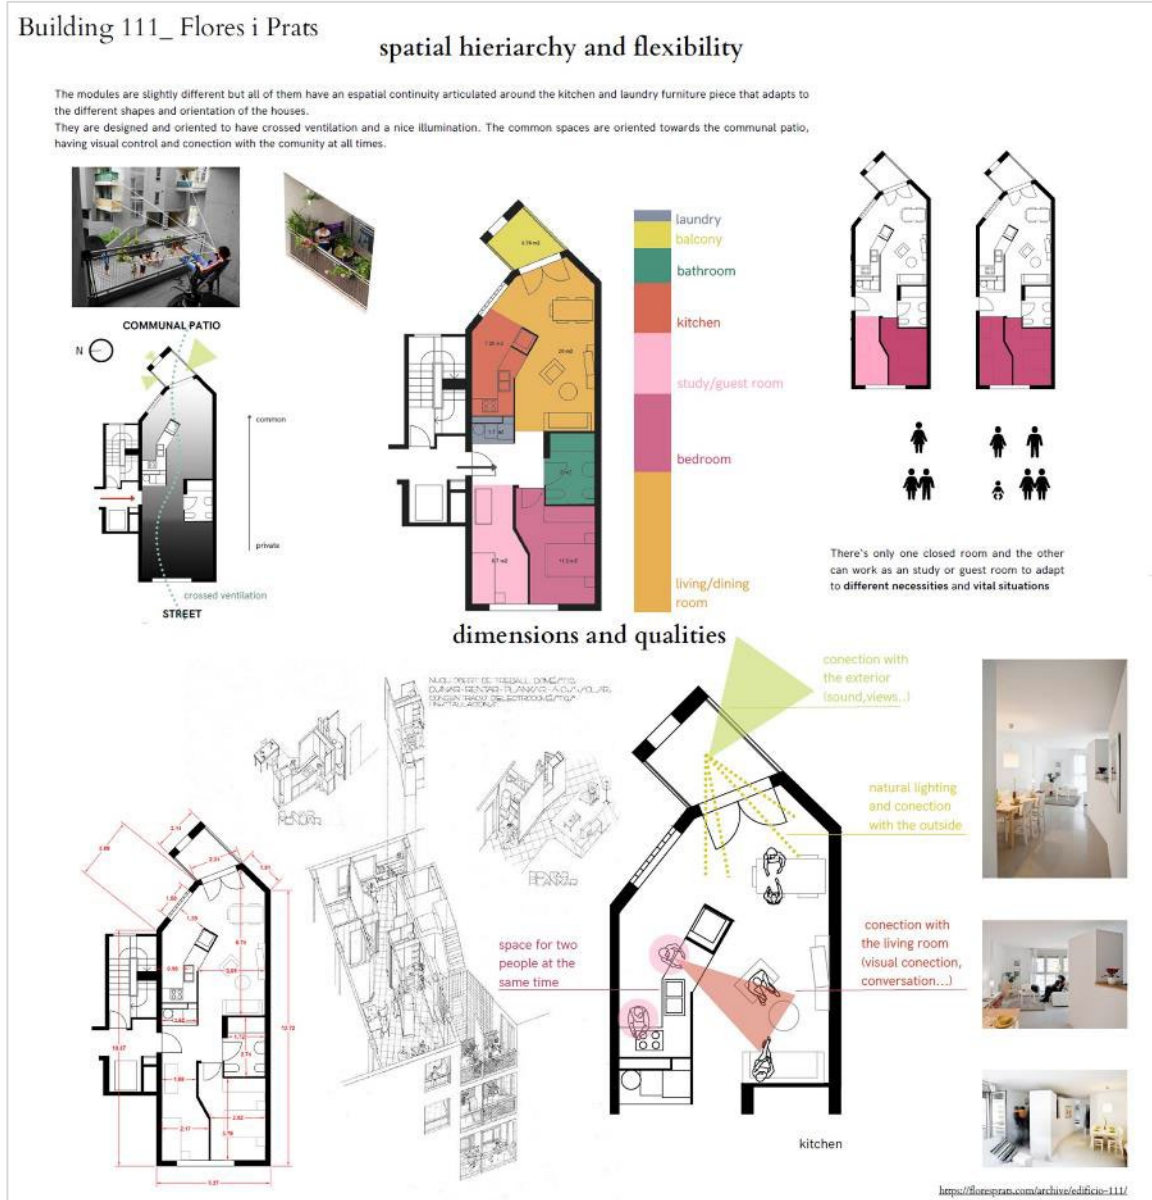 Building 111_ Flores i Prats
spatial hieriarchy and flexibility
The modules are slightly different but all of them have an espatial continuity articulated around the kitchen and laundry furniture piece that adapts to
the different shapes and orientation of the houses.
They are designed and oriented to have crossed ventilation and a nice illumination. The common spaces are oriented towards the communal patio,
having visual control and conection with the comunity at all times.
COMMUNAL PATIO
N
common
private
crossed ventilation
STREET
20 m2
laundry
balcony
bathroom
kitchen
study/guest room
bedroom
living/dining
room
There's only one closed room and the other
can work as an study or guest room to adapt
to different necessities and vital situations
dimensions and qualities
conection with
the exterior
(sound,views..)
natural lighting
and conection
with the outside
space for two
people at the
same time
conection with
the living room
(visual conection,
conversation...)
kitchen
https://floresprats.com/archive/edificio-111/